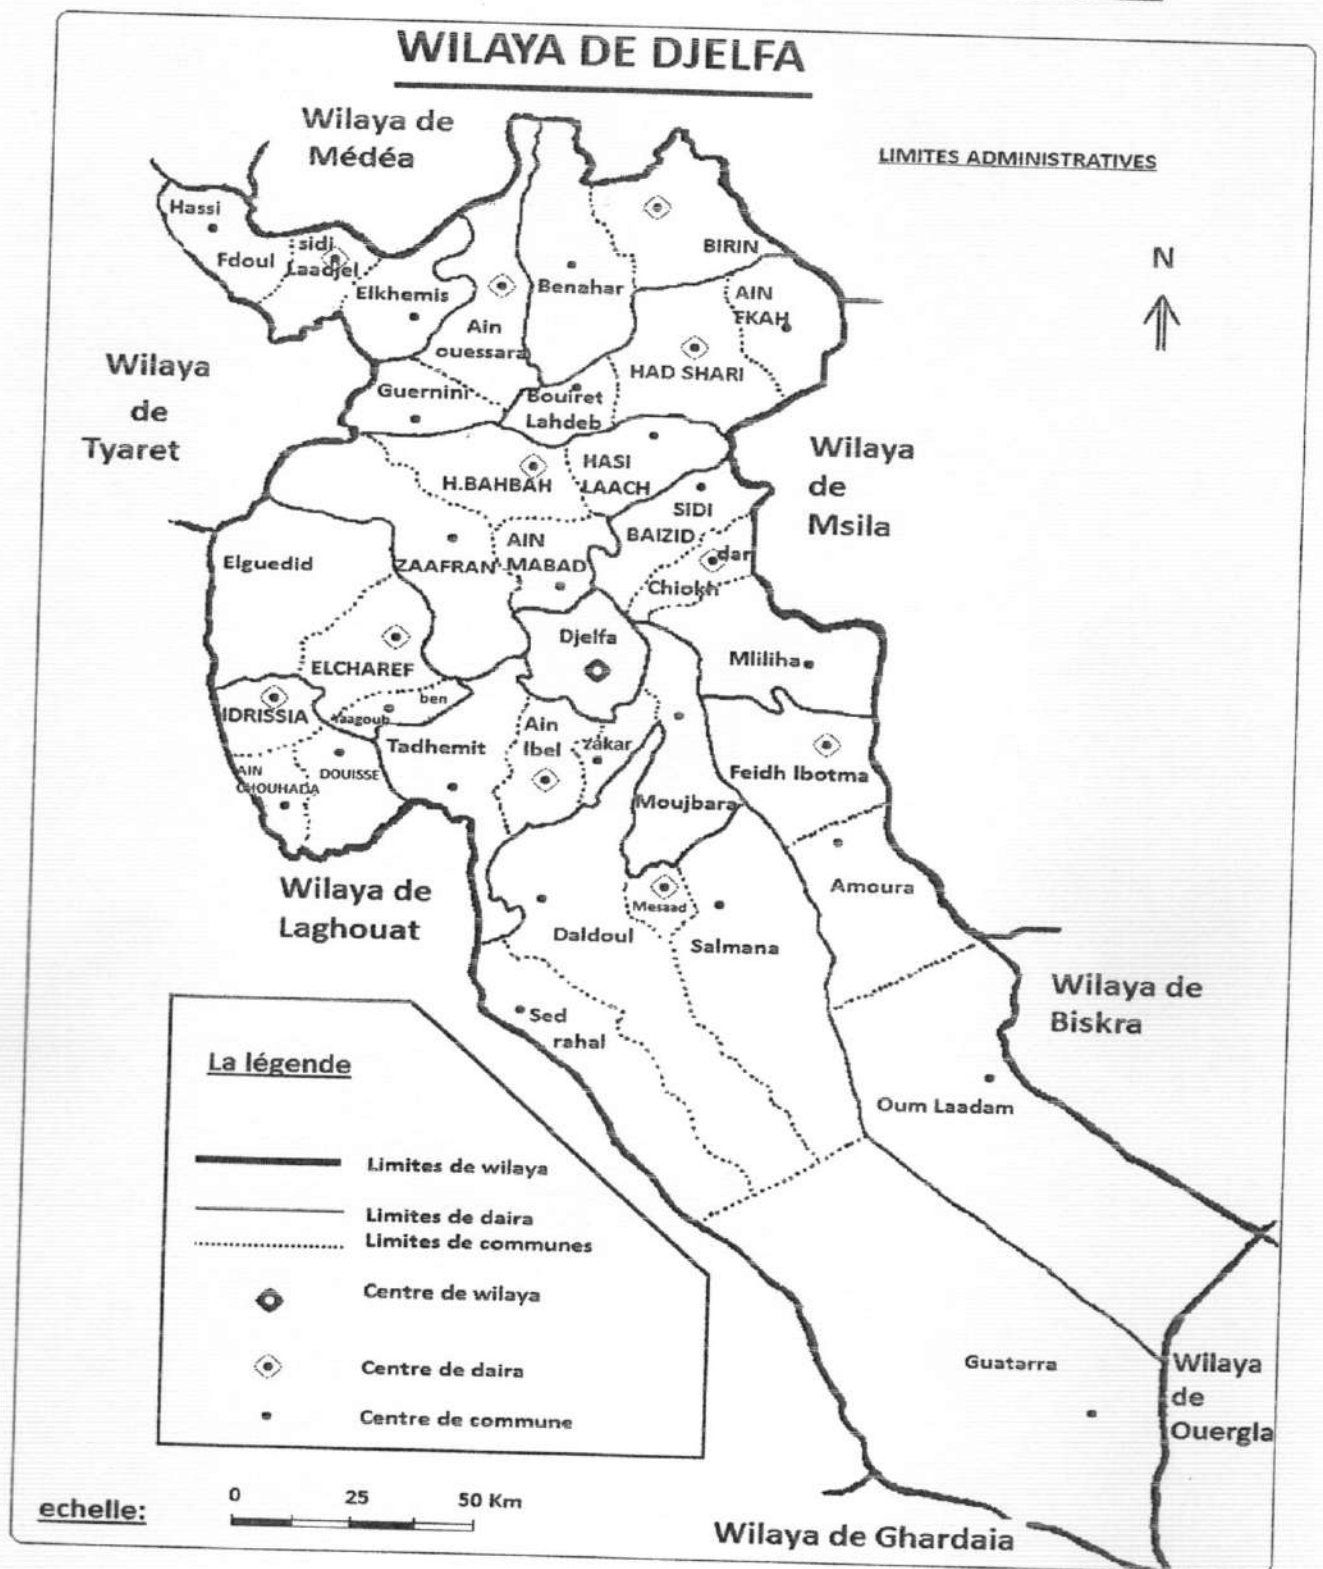 WILAYA DE DJELFA
Wilaya de
Médéa
LIMITES ADMINISTRATIVES
N
Hassi
Fdoul
sidi
Laadjel
Elkhemis
Ain
ouessara
Benahar
BIRIN
AIN
FKAH
HAD SHARI
Guernini
Bouiret
Lahdeb
Wilaya
de
Tyaret
H.BAHBAH
HASI
LAACH
Wilaya
de
Msila
SIDI
BAIZID
dar
Chiokh
Elguedid
ZAAFRAN
AIN
MABAD
Djelfa
Mliliha
ELCHAREF
IDRISSIA
ben
Yaagoub
Tadhemit
Ain
Ibel
zakar
Feidh Ibotma
AIN
CHOUHADA
DOUISSE
Moujbara
Wilaya de
Laghouat
Mesaad
Daldoul
Salmana
Amoura
Sed
rahal
Wilaya de
Biskra
Oum Laadam
Guatarra
Wilaya
de
Ouergla
Wilaya de Ghardaia
La légende
Limites de wilaya
Limites de daira
Limites de communes
Centre de wilaya
Centre de daira
Centre de commune
echelle:
0 25 50 Km